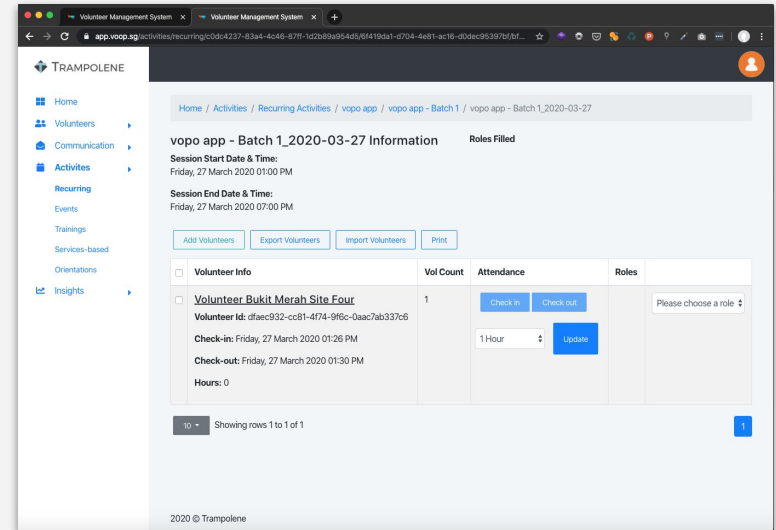 Volunteer Management System
Volunteer Management System
app.voop.sg/activities/recurring/c0dc4237-83a4-4c46-87ff-1d2b89a954d5/6f419da1-d704-4e81-ac16-d0dec95397bf/bf...
TRAMPOLENE
Home
Volunteers
Communication
Activites
Recurring
Events
Trainings
Services-based
Orientations
Insights
Home / Activities / Recurring Activities / vopo app / vopo app - Batch 1 / vopo app - Batch 1_2020-03-27
vopo app - Batch 1_2020-03-27 Information
Roles Filled
Session Start Date & Time:
Friday, 27 March 2020 01:00 PM
Session End Date & Time:
Friday, 27 March 2020 07:00 PM
Add Volunteers Export Volunteers Import Volunteers Print
Volunteer Info Vol Count Attendance Roles
Volunteer Bukit Merah Site Four 1 Check in Check out Please choose a role
Volunteer Id: dfaec932-cc81-4f74-9f6c-0aac7ab337c6
Check-in: Friday, 27 March 2020 01:26 PM 1 Hour Update
Check-out: Friday, 27 March 2020 01:30 PM
Hours: 0
10 Showing rows 1 to 1 of 1 1
2020 © Trampolene